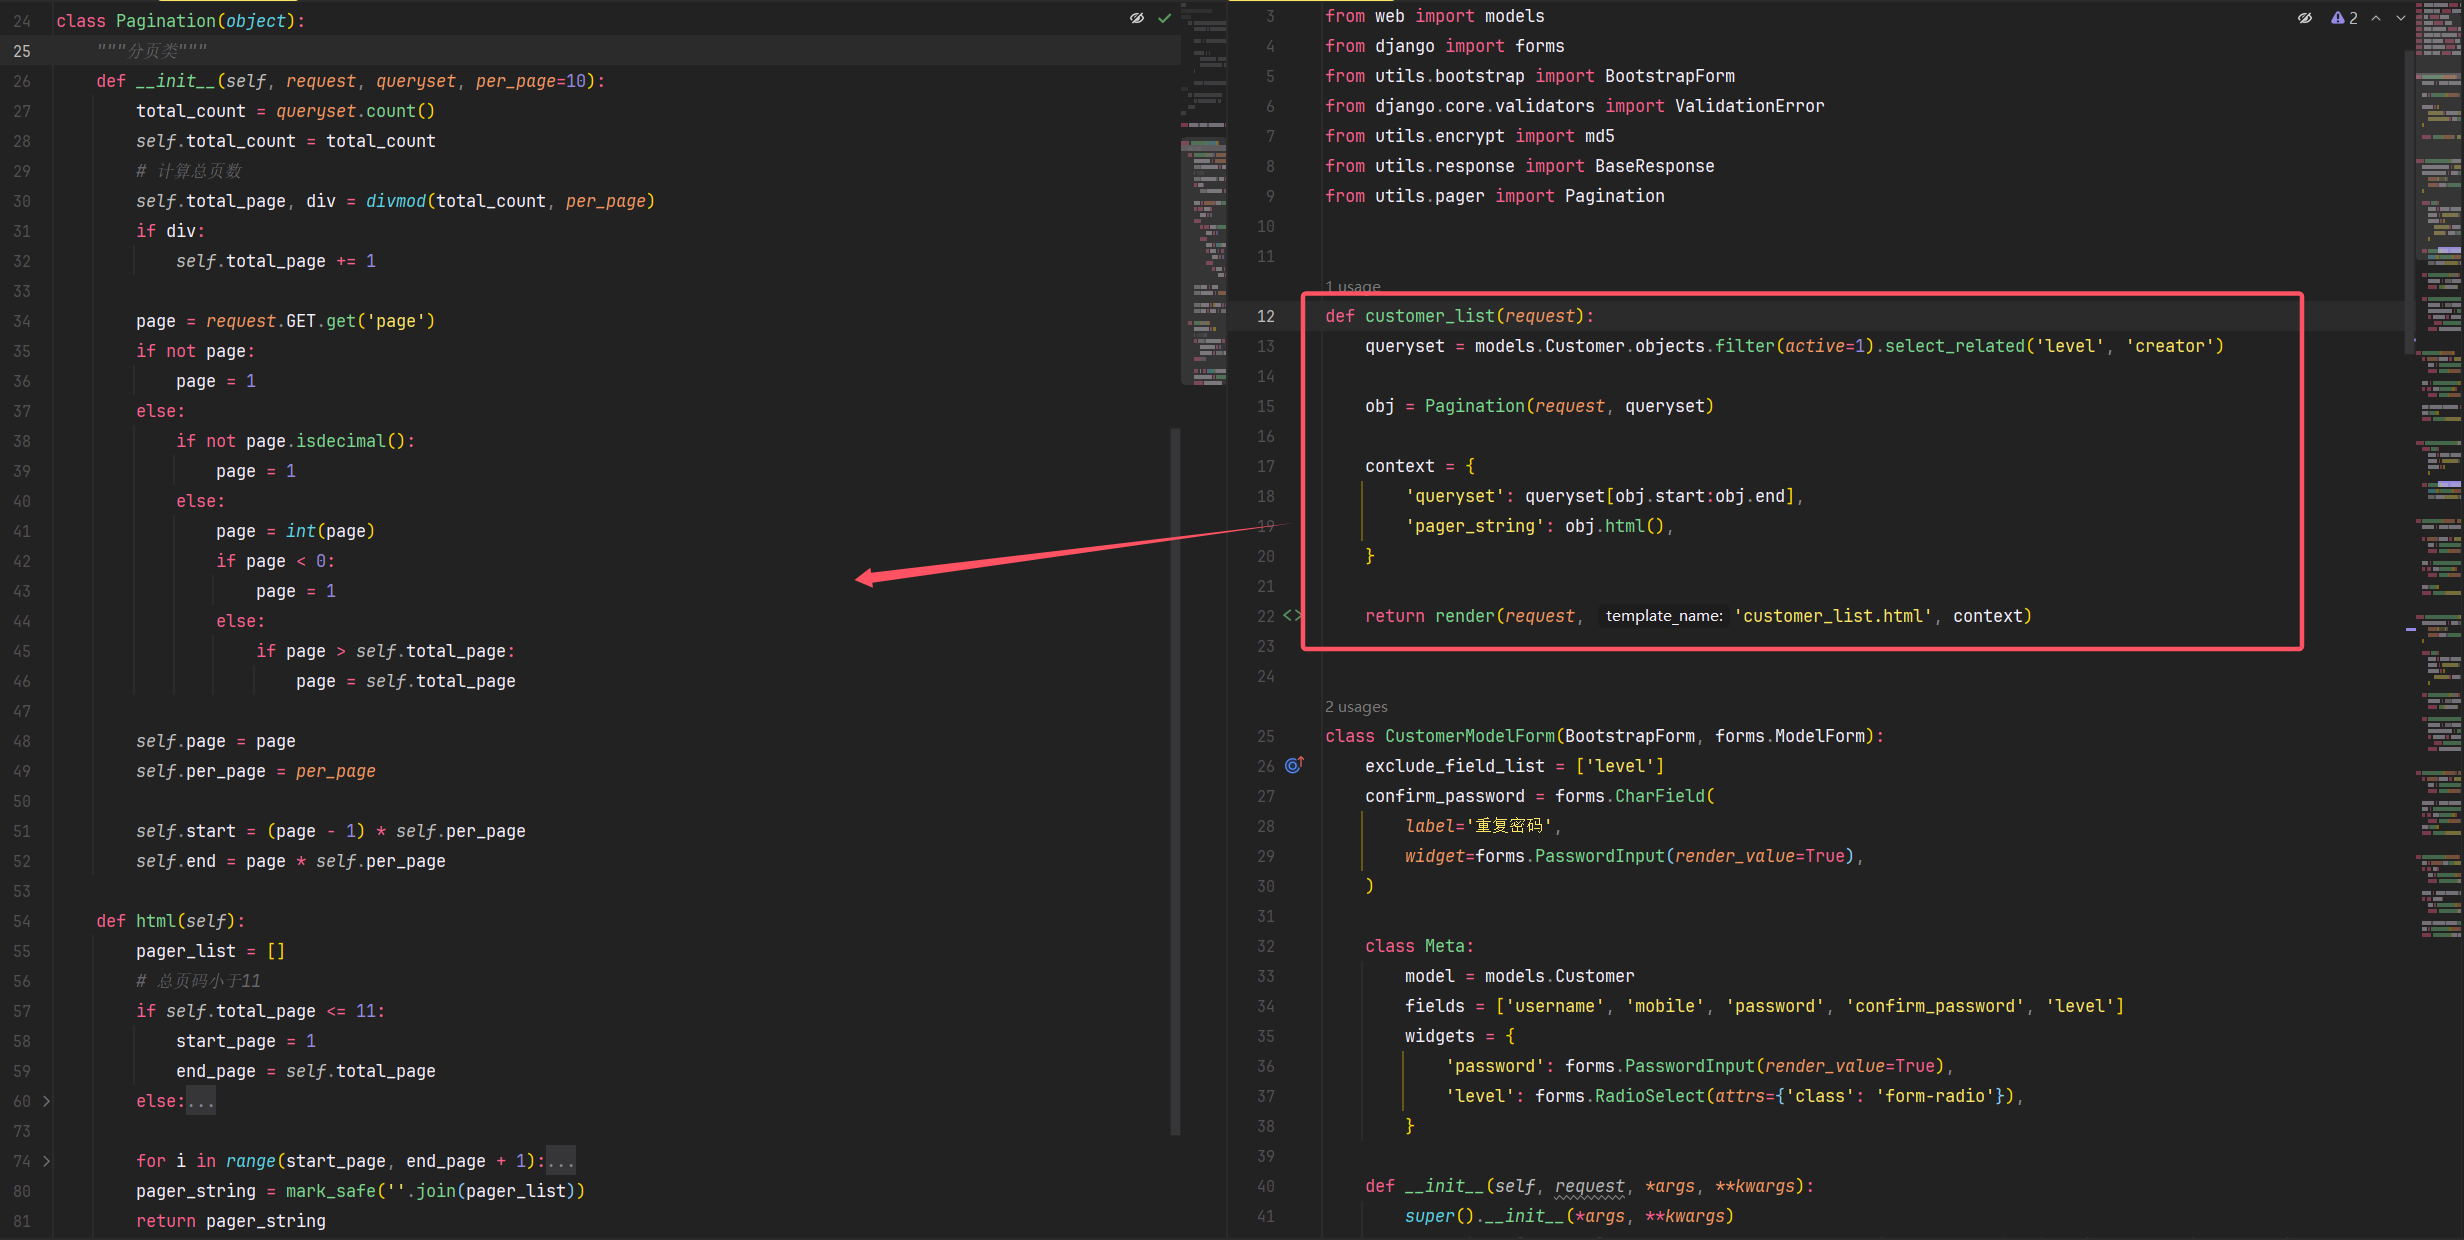 24 class Pagination(object):
25 """分页类"""
26 def __init__(self, request, queryset, per_page=10):
27 total_count = queryset.count()
28 self.total_count = total_count
29 # 计算总页数
30 self.total_page, div = divmod(total_count, per_page)
31 if div:
32 self.total_page += 1
33
34 page = request.GET.get('page')
35 if not page:
36 page = 1
37 else:
38 if not page.isdecimal():
39 page = 1
40 else:
41 page = int(page)
42 if page < 0:
43 page = 1
44 else:
45 if page > self.total_page:
46 page = self.total_page
47
48 self.page = page
49 self.per_page = per_page
50
51 self.start = (page - 1) * self.per_page
52 self.end = page * self.per_page
53
54 def html(self):
55 pager_list = []
56 # 总页码小于11
57 if self.total_page <= 11:
58 start_page = 1
59 end_page = self.total_page
60 else:...
73
74 for i in range(start_page, end_page + 1):...
80 pager_string = mark_safe(''.join(pager_list))
81 return pager_string
2
3 from web import models
4 from django import forms
5 from utils.bootstrap import BootstrapForm
6 from django.core.validators import ValidationError
7 from utils.encrypt import md5
8 from utils.response import BaseResponse
9 from utils.pager import Pagination
10
11
1 usage
12 def customer_list(request):
13 queryset = models.Customer.objects.filter(active=1).select_related('level', 'creator')
14
15 obj = Pagination(request, queryset)
16
17 context = {
18 'queryset': queryset[obj.start:obj.end],
19 'pager_string': obj.html(),
20 }
21
22 return render(request, template_name: 'customer_list.html', context)
23
24
2 usages
25 class CustomerModelForm(BootstrapForm, forms.ModelForm):
26 exclude_field_list = ['level']
27 confirm_password = forms.CharField(
28 label='重复密码',
29 widget=forms.PasswordInput(render_value=True),
30 )
31
32 class Meta:
33 model = models.Customer
34 fields = ['username', 'mobile', 'password', 'confirm_password', 'level']
35 widgets = {
36 'password': forms.PasswordInput(render_value=True),
37 'level': forms.RadioSelect(attrs={'class': 'form-radio'}),
38 }
39
40 def __init__(self, request, *args, **kwargs):
41 super().__init__(*args, **kwargs)